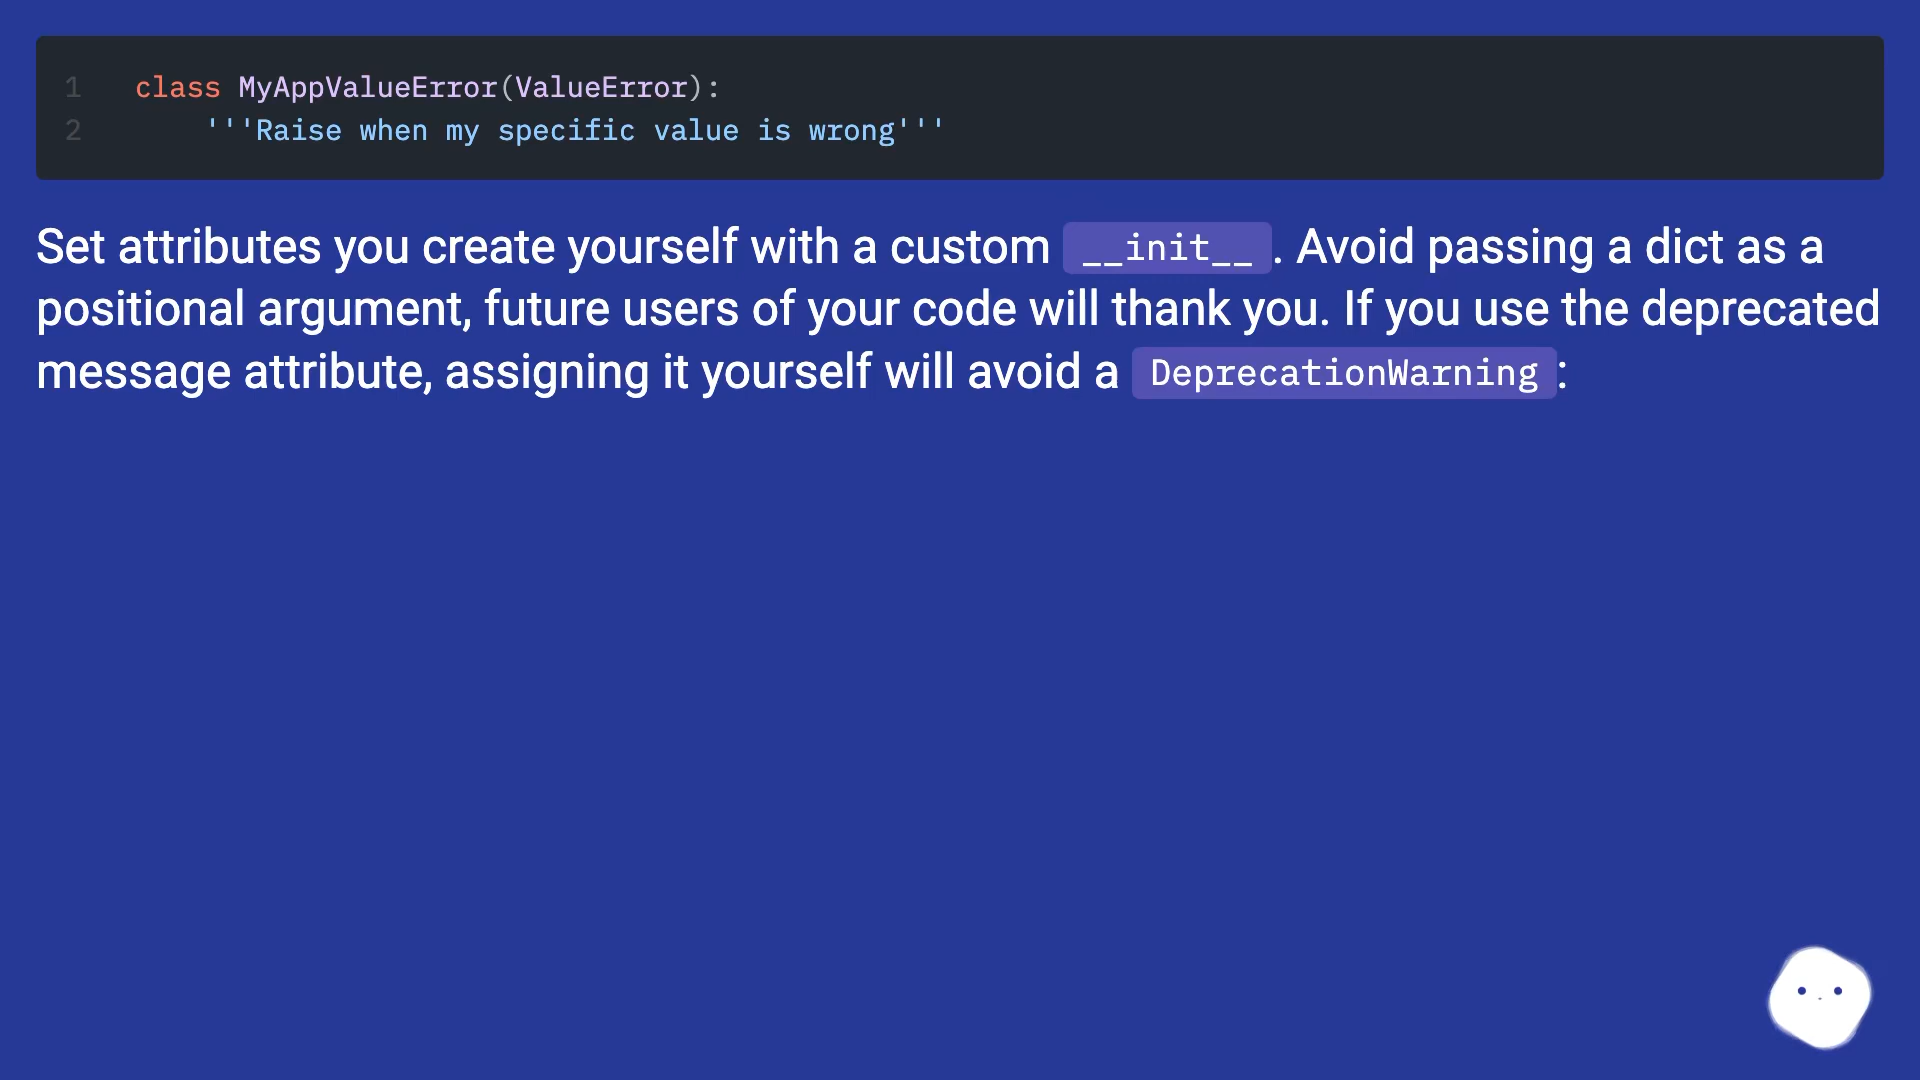 1 class MyAppValueError(ValueError):
2 '''Raise when my specific value is wrong'''
Set attributes you create yourself with a custom __init__. Avoid passing a dict as a
positional argument, future users of your code will thank you. If you use the deprecated
message attribute, assigning it yourself will avoid a DeprecationWarning: